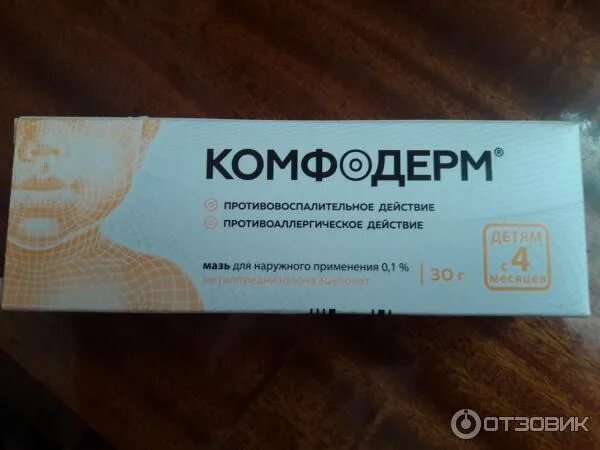 КОМФОДЕРМ®
ПРОТИВОВОСПАЛИТЕЛЬНОЕ ДЕЙСТВИЕ
ПРОТИВОАЛЛЕРГИЧЕСКОЕ ДЕЙСТВИЕ
мазь для наружного применения 0,1 %
метилпреднизолона ацепонат
30 г
ДЕТЯМ
с 4
месяцев
ОТЗОВИК